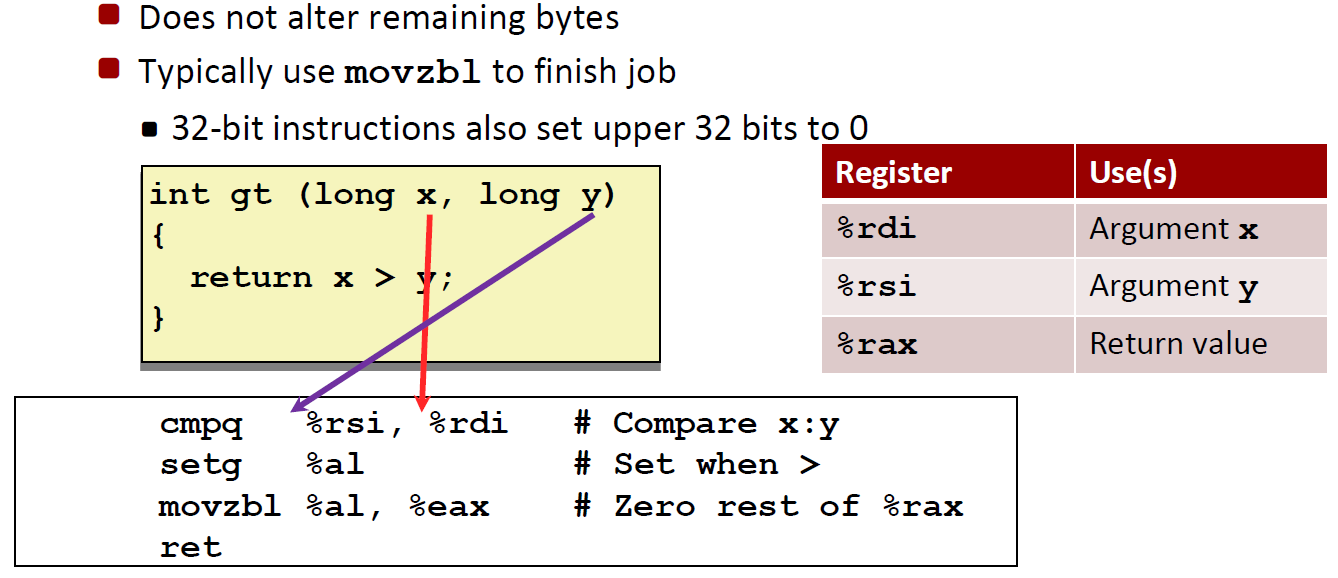 Does not alter remaining bytes
Typically use movzbl to finish job
32-bit instructions also set upper 32 bits to 0
int gt (long x, long y)
{
return x > y;
}
Register Use(s)
%rdi Argument x
%rsi Argument y
%rax Return value
cmpq %rsi, %rdi # Compare x:y
setg %al # Set when >
movzbl %al, %eax # Zero rest of %rax
ret